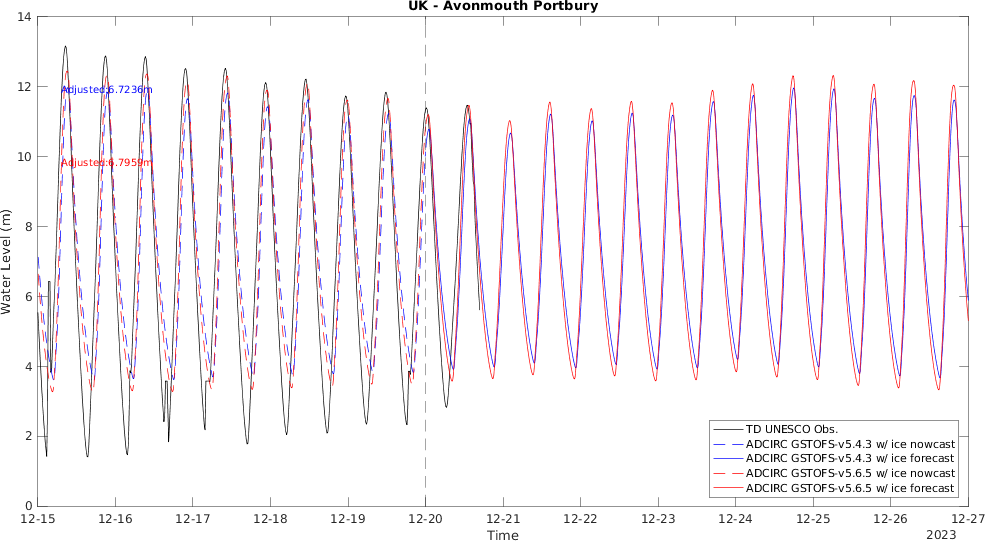 UK - Avonmouth Portbury
14
12
10
8
6
4
2
0
Water Level (m)
Adjusted:6.7236m
Adjusted:6.7959m
TD UNESCO Obs.
ADCIRC GSTOFS-v5.4.3 w/ ice nowcast
ADCIRC GSTOFS-v5.4.3 w/ ice forecast
ADCIRC GSTOFS-v5.6.5 w/ ice nowcast
ADCIRC GSTOFS-v5.6.5 w/ ice forecast
12-15 12-16 12-17 12-18 12-19 12-20 12-21 12-22 12-23 12-24 12-25 12-26 12-27
Time
2023